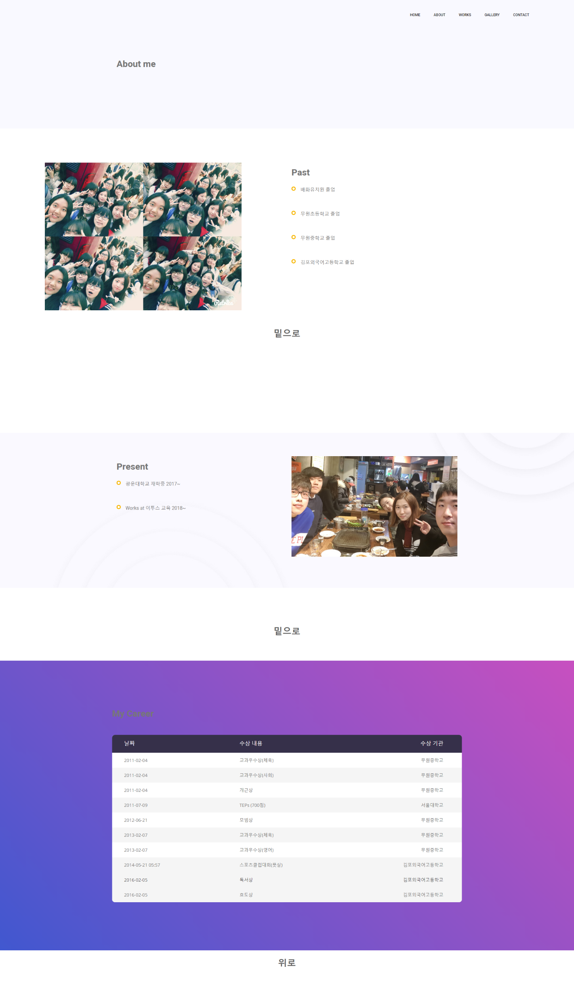 HOME ABOUT WORKS GALLERY CONTACT
About me
Past
배화유치원 졸업
무원초등학교 졸업
무원중학교 졸업
김포외국어고등학교 졸업
Retrica
밑으로
Present
광운대학교 재학중 2017~
Works at 이투스 교육 2018~
밑으로
My Career
날짜 수상 내용 수상 기관
2011-02-04 교과우수상(체육) 무원중학교
2011-02-04 교과우수상(사회) 무원중학교
2011-02-04 개근상 무원중학교
2011-07-09 TEPs (700점) 서울대학교
2012-06-21 모범상 무원중학교
2013-02-07 교과우수상(체육) 무원중학교
2013-02-07 교과우수상(영어) 무원중학교
2014-05-21 05:57 스포츠클럽대회(풋살) 김포외국어고등학교
2016-02-05 독서상 김포외국어고등학교
2016-02-05 효도상 김포외국어고등학교
위로